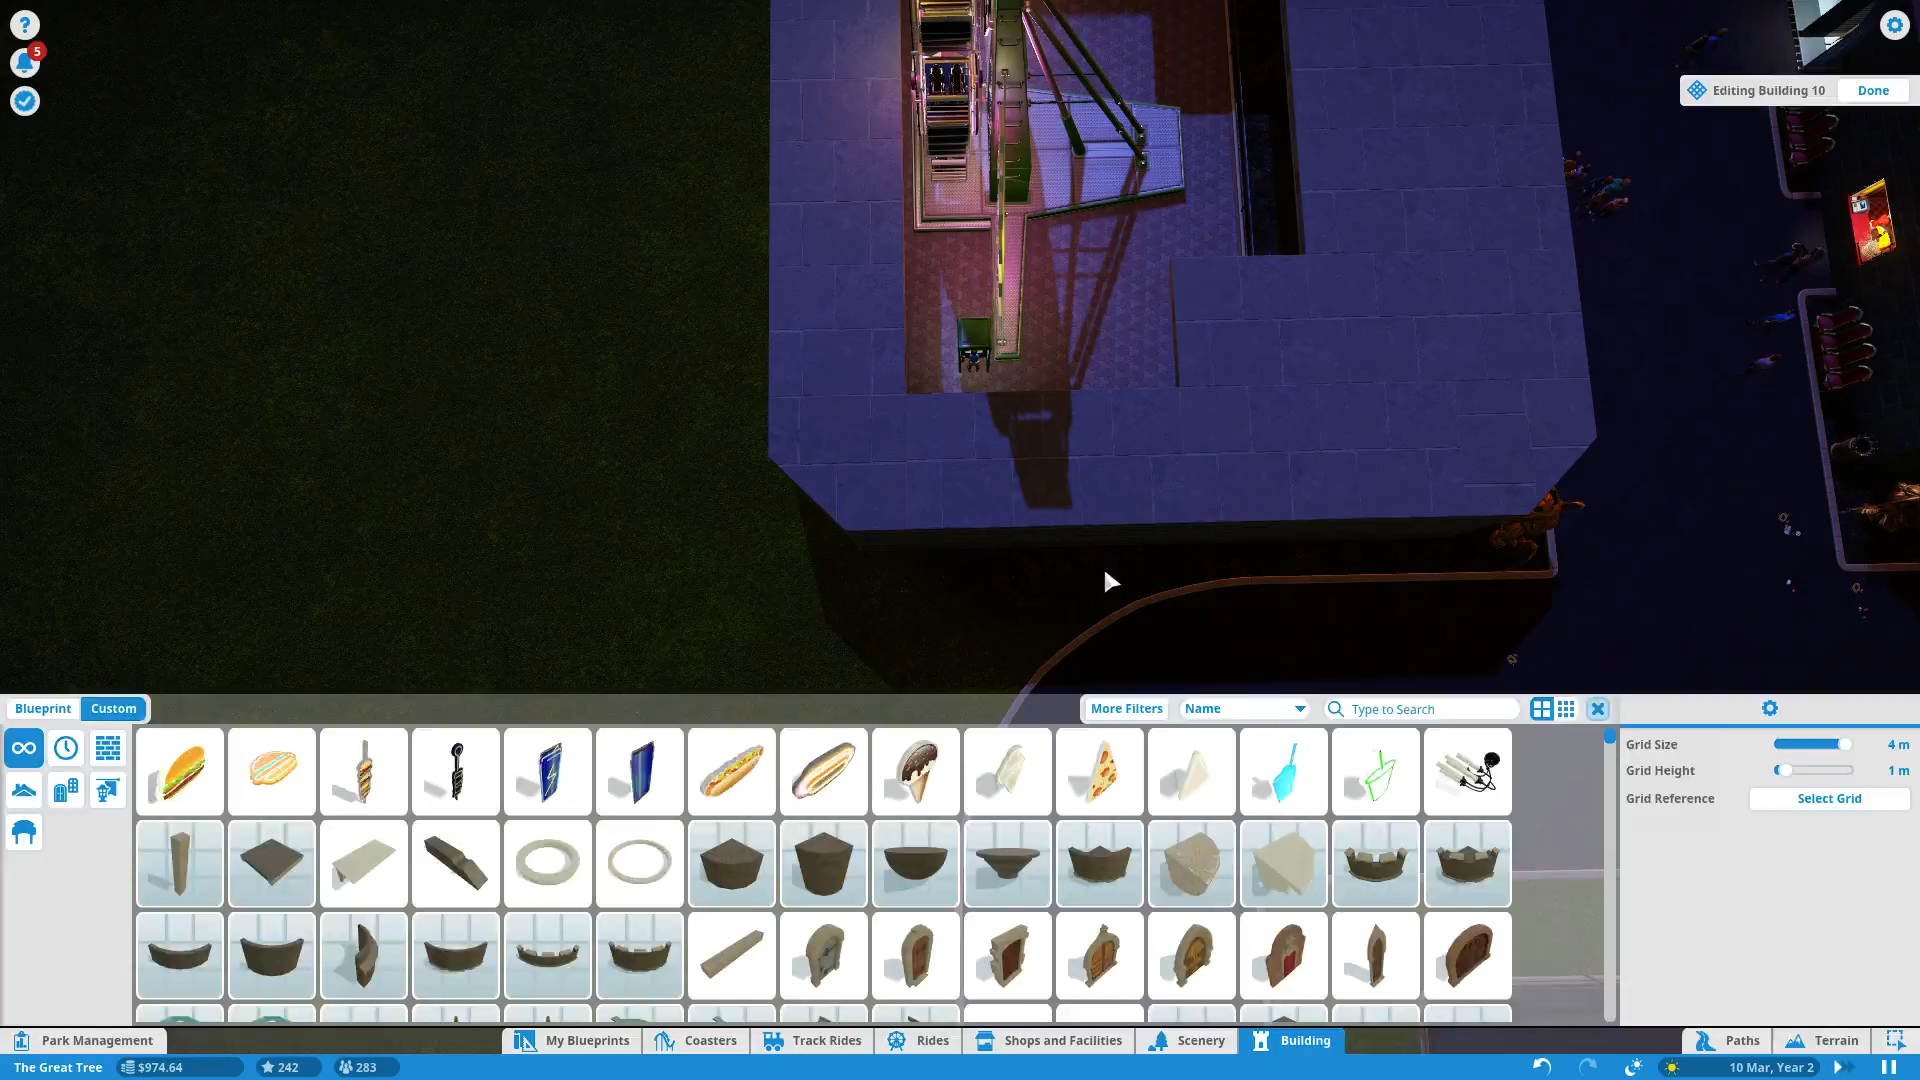 5
Editing Building 10 Done
Blueprint Custom More Filters Name Type to Search
Grid Size 4 m
Grid Height 1 m
Grid Reference Select Grid
Park Management My Blueprints Coasters Track Rides Rides Shops and Facilities Scenery Building Paths Terrain
The Great Tree $974.64 242 283 10 Mar, Year 2